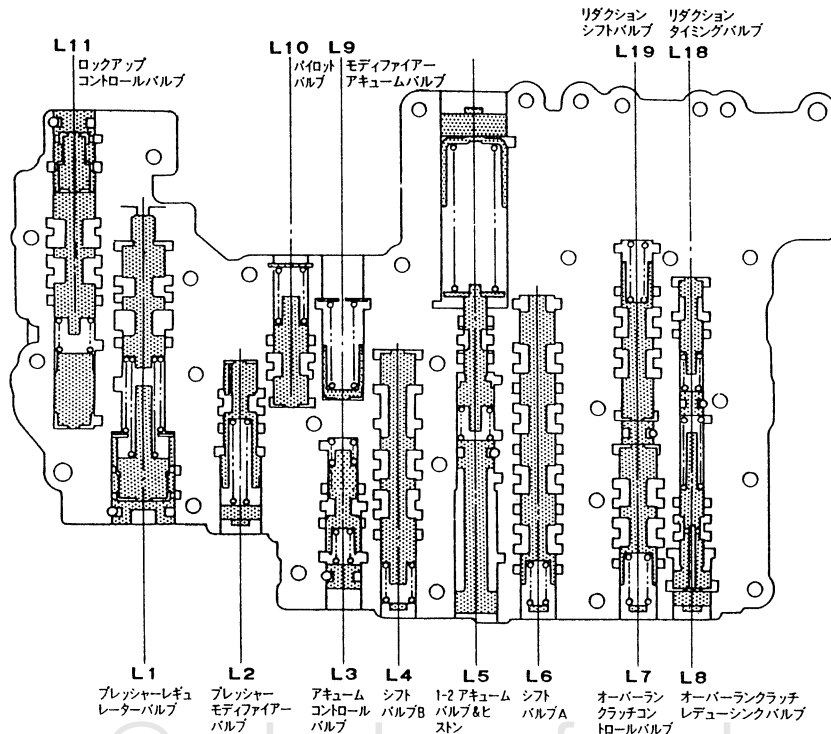 リダクション
シフトバルブ
L19
リダクション
タイミングバルブ
L18
L11
ロックアップ
コントロールバルブ
L10
パイロット
バルブ
L9
モディファイアー
アキュームバルブ
L1
プレッシャーレギュ
レーターバルブ
L2
プレッシャー
モディファイアー
バルブ
L3
アキューム
コントロール
バルブ
L4
シフト
バルブB
L5
1-2 アキューム
バルブ&ピ
ストン
L6
シフト
バルブA
L7
オーバーラン
クラッチコン
トロールバルブ
L8
オーバーランクラッチ
レデューシンクバルブ